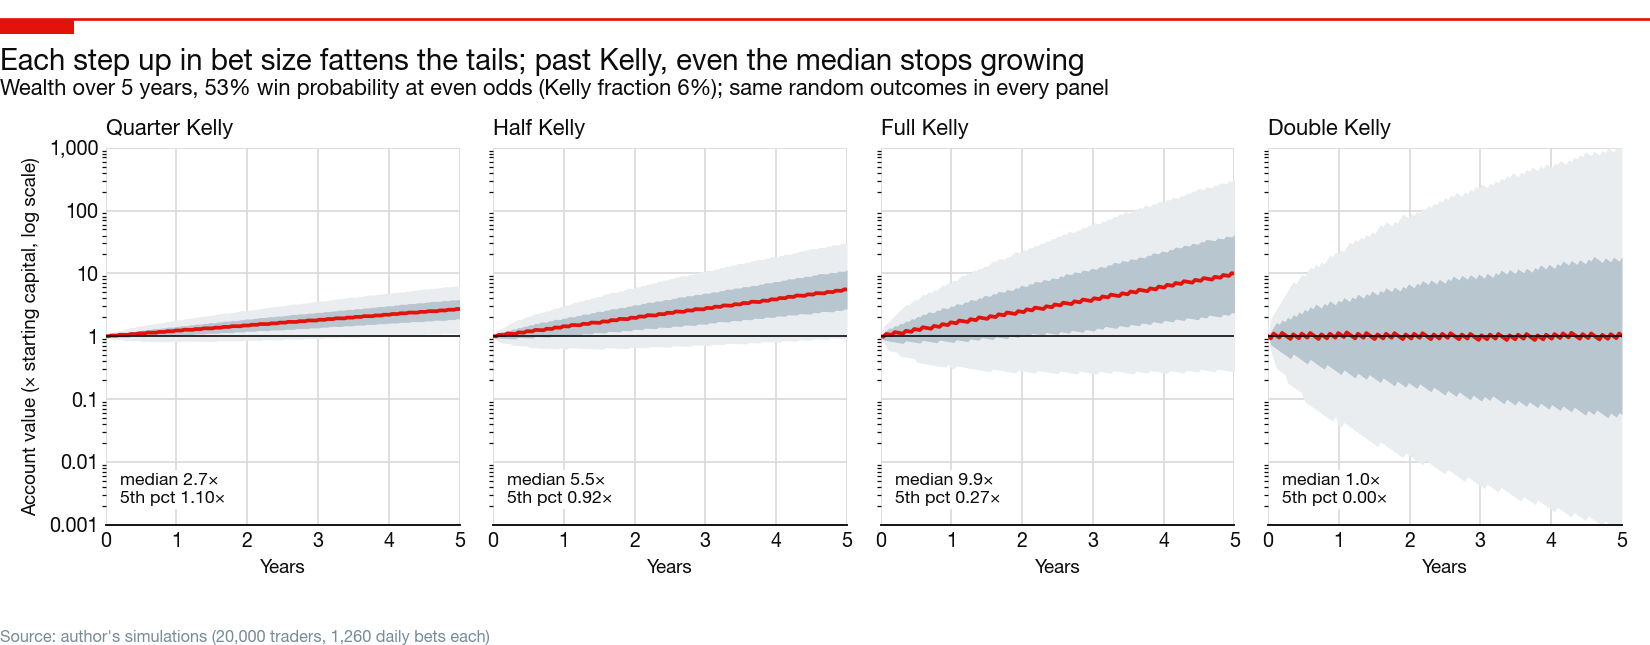 Each step up in bet size fattens the tails; past Kelly, even the median stops growing
Wealth over 5 years, 53% win probability at even odds (Kelly fraction 6%); same random outcomes in every panel
Quarter Kelly
Half Kelly
Full Kelly
Double Kelly
Account value (× starting capital, log scale)
1,000
100
10
1
0.1
0.01
0.001
median 2.7×
5th pct 1.10×
median 5.5×
5th pct 0.92×
median 9.9×
5th pct 0.27×
median 1.0×
5th pct 0.00×
0 1 2 3 4 5
0 1 2 3 4 5
0 1 2 3 4 5
0 1 2 3 4 5
Years
Years
Years
Years
Source: author's simulations (20,000 traders, 1,260 daily bets each)